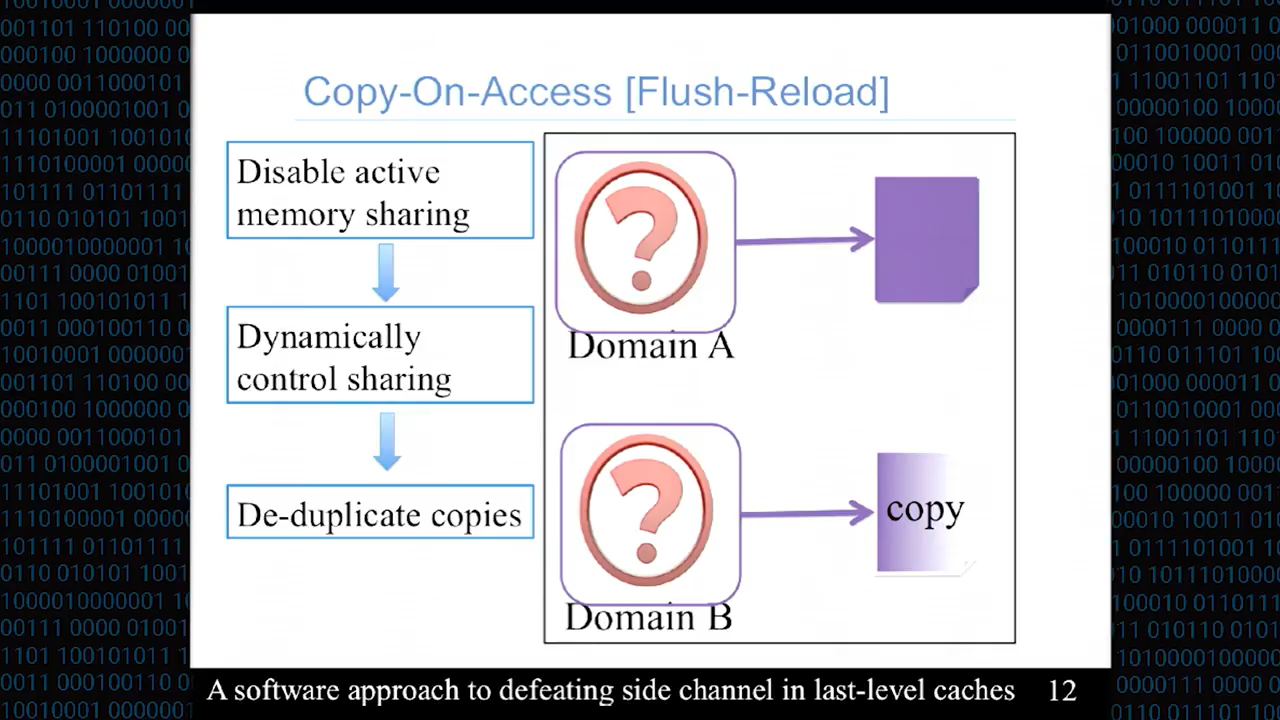 Copy-On-Access [Flush-Reload]
Disable active
memory sharing
Dynamically
control sharing
De-duplicate copies
?
Domain A
?
Domain B
copy
A software approach to defeating side channel in last-level caches 12